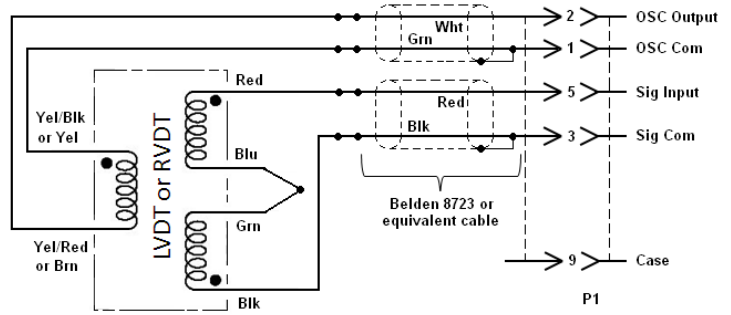 Wht
2
OSC Output
Grn
1
OSC Com
Red
5
Sig Input
Red
Yel/Blk
or Yel
Blk
3
Sig Com
Blu
LVDT or RVDT
Belden 8723 or
equivalent cable
Grn
Yel/Red
or Brn
9
Case
Blk
P1